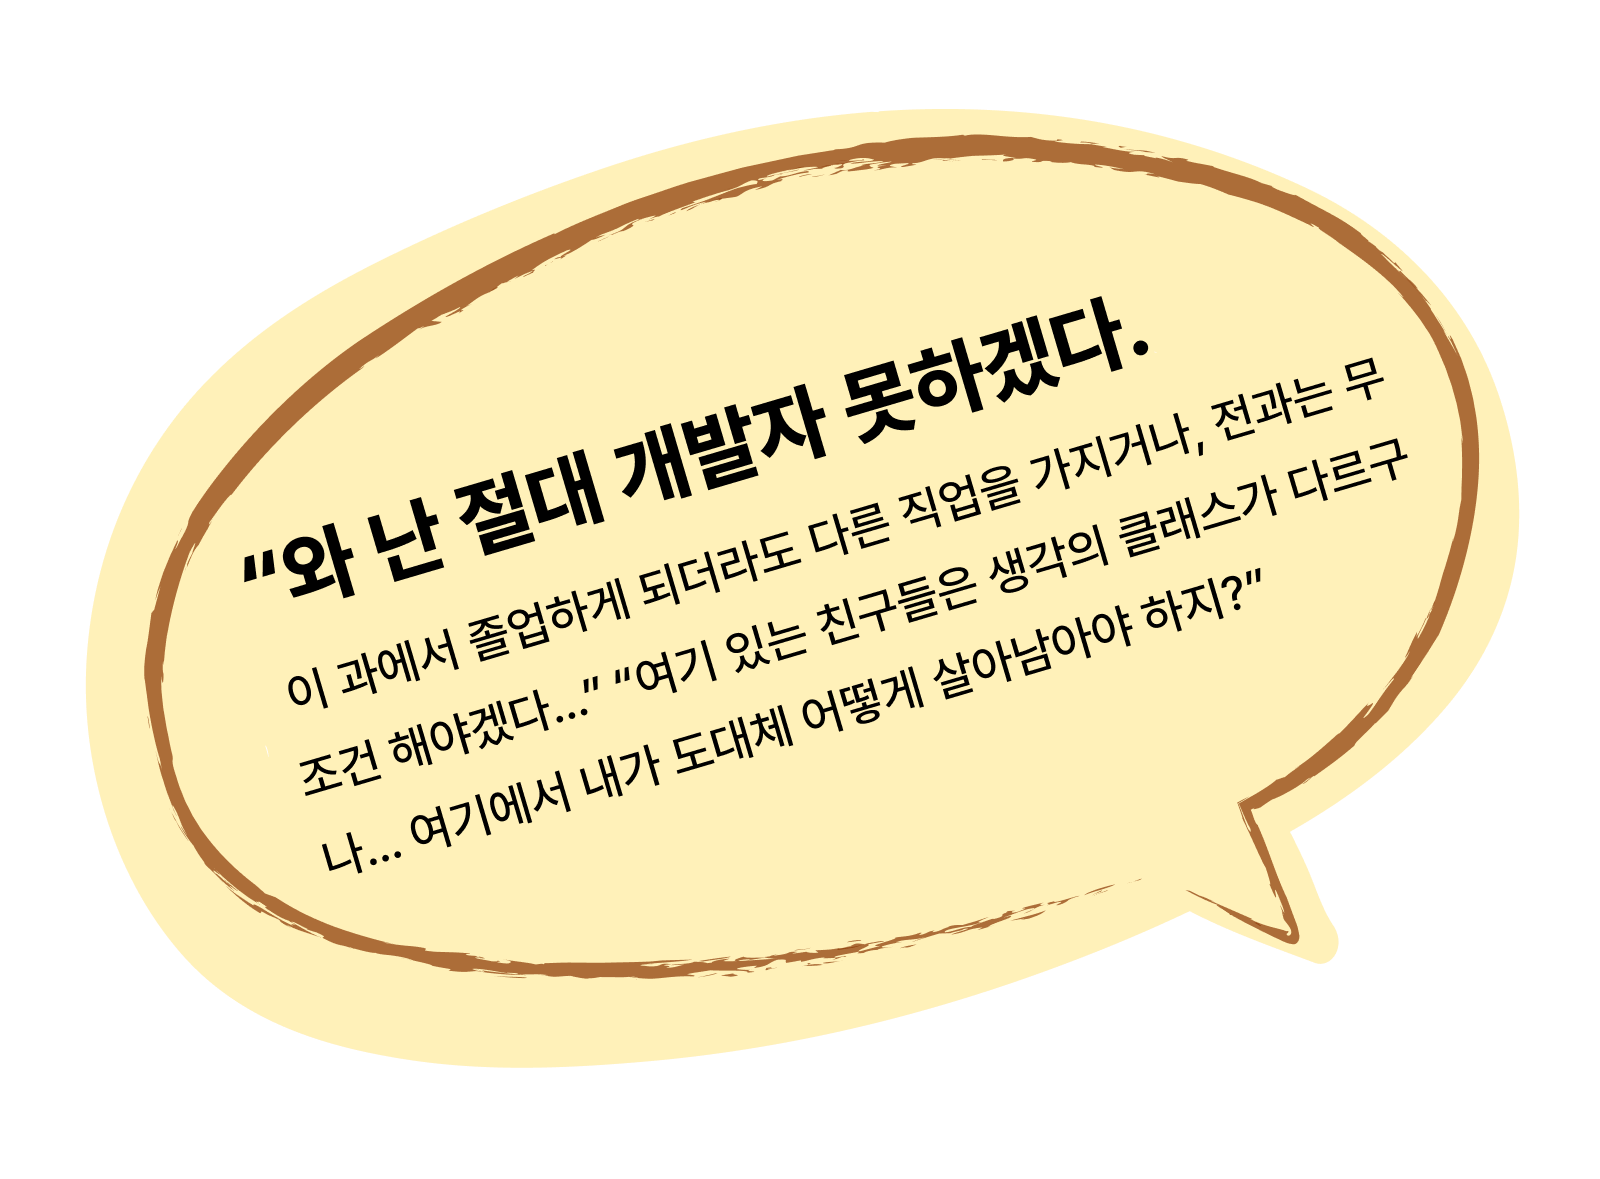 “와 난 절대 개발자 못하겠다.
이 과에서 졸업하게 되더라도 다른 직업을 가지거나, 전과는 무
조건 해야겠다...” “여기 있는 친구들은 생각의 클래스가 다르구
나... 여기에서 내가 도대체 어떻게 살아남아야 하지?”